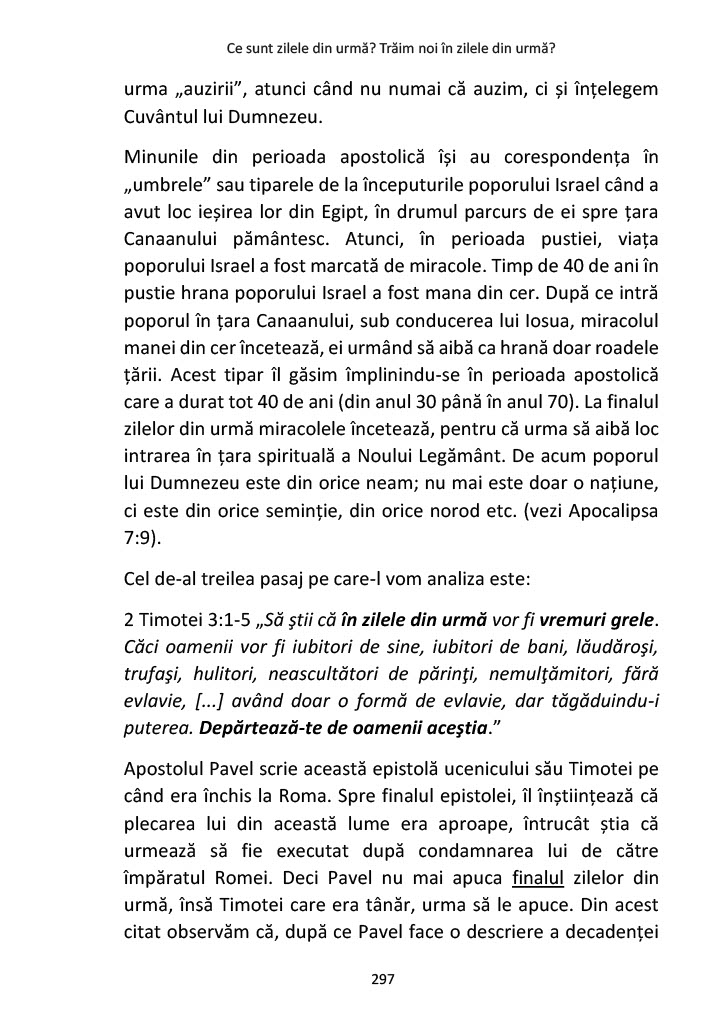 Ce sunt zilele din urmă? Trăim noi în zilele din urmă?
urma „auzirii”, atunci când nu numai că auzim, ci și înțelegem
Cuvântul lui Dumnezeu.
Minunile din perioada apostolică își au corespondența în
„umbrele” sau tiparele de la începuturile poporului Israel când a
avut loc ieșirea lor din Egipt, în drumul parcurs de ei spre țara
Canaanului pământesc. Atunci, în perioada pustiei, viața
poporului Israel a fost marcată de miracole. Timp de 40 de ani în
pustie hrana poporului Israel a fost mana din cer. După ce intră
poporul în țara Canaanului, sub conducerea lui Iosua, miracolul
manei din cer încetează, ei urmând să aibă ca hrană doar roadele
țării. Acest tipar îl găsim împlinindu-se în perioada apostolică
care a durat tot 40 de ani (din anul 30 până în anul 70). La finalul
zilelor din urmă miracolele încetează, pentru că urma să aibă loc
intrarea în țara spirituală a Noului Legământ. De acum poporul
lui Dumnezeu este din orice neam; nu mai este doar o națiune,
ci este din orice seminție, din orice norod etc. (vezi Apocalipsa
7:9).
Cel de-al treilea pasaj pe care-l vom analiza este:
2 Timotei 3:1-5 „Să ştii că în zilele din urmă vor fi vremuri grele.
Căci oamenii vor fi iubitori de sine, iubitori de bani, lăudăroşi,
trufaşi, hulitori, neascultători de părinţi, nemulţămitori, fără
evlavie, [...] având doar o formă de evlavie, dar tăgăduindu-i
puterea. Depărtează-te de oamenii aceştia.”
Apostolul Pavel scrie această epistolă ucenicului său Timotei pe
când era închis la Roma. Spre finalul epistolei, îl înștiințează că
plecarea lui din această lume era aproape, întrucât știa că
urmează să fie executat după condamnarea lui de către
împăratul Romei. Deci Pavel nu mai apuca finalul zilelor din
urmă, însă Timotei care era tânăr, urma să le apuce. Din acest
citat observăm că, după ce Pavel face o descriere a decadenței
297